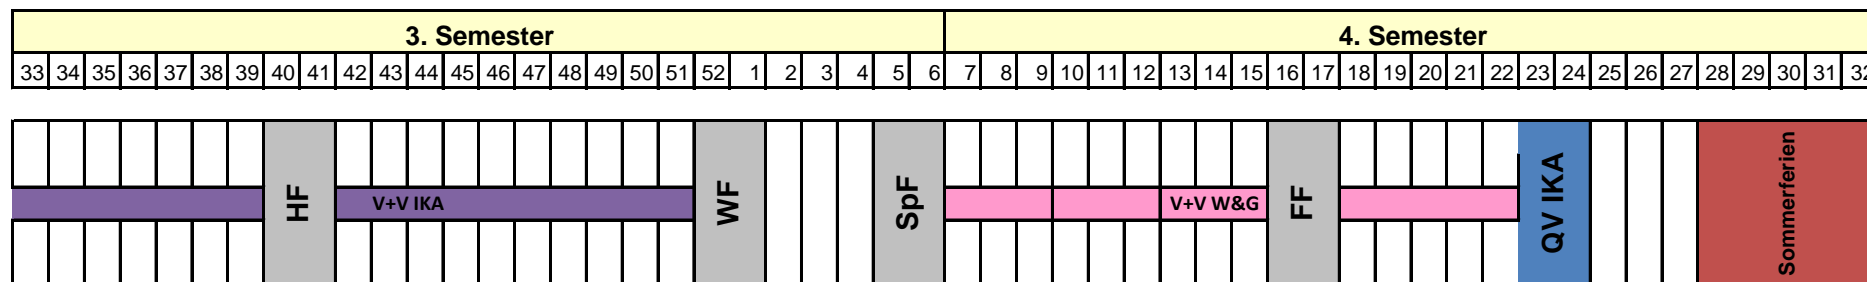 3. Semester 4. Semester
33 34 35 36 37 38 39 40 41 42 43 44 45 46 47 48 49 50 51 52 1 2 3 4 5 6 7 8 9 10 11 12 13 14 15 16 17 18 19 20 21 22 23 24 25 26 27 28 29 30 31 32
HF
V+V IKA
WF
SpF
V+V W&G
FF
QV IKA
Sommerferien